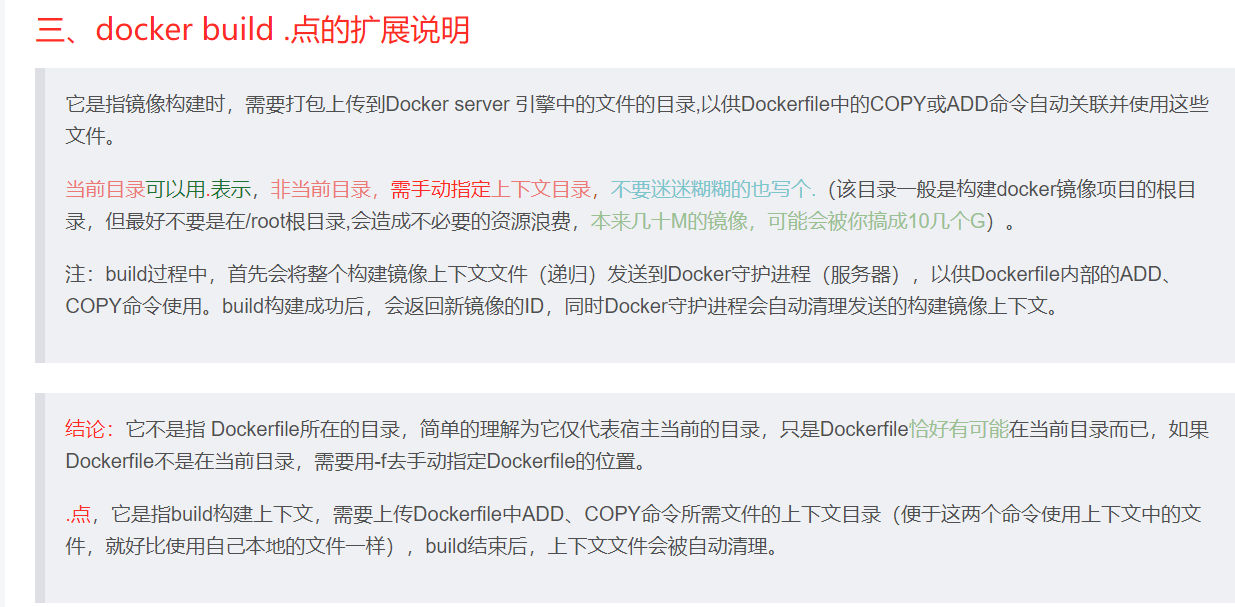 三、docker build .点的扩展说明
它是指镜像构建时，需要打包上传到Docker server 引擎中的文件的目录,以供Dockerfile中的COPY或ADD命令自动关联并使用这些
文件。
当前目录可以用.表示，非当前目录，需手动指定上下文目录，不要迷迷糊糊的也写个.（该目录一般是构建docker镜像项目的根目
录，但最好不要是在/root根目录,会造成不必要的资源浪费，本来几十M的镜像，可能会被你搞成10几个G）。
注：build过程中，首先会将整个构建镜像上下文文件（递归）发送到Docker守护进程（服务器），以供Dockerfile内部的ADD、
COPY命令使用。build构建成功后，会返回新镜像的ID，同时Docker守护进程会自动清理发送的构建镜像上下文。
结论：它不是指 Dockerfile所在的目录，简单的理解为它仅代表宿主当前的目录，只是Dockerfile恰好有可能在当前目录而已，如果
Dockerfile不是在当前目录，需要用-f去手动指定Dockerfile的位置。
.点，它是指build构建上下文，需要上传Dockerfile中ADD、COPY命令所需文件的上下文目录（便于这两个命令使用上下文中的文
件，就好比使用自己本地的文件一样），build结束后，上下文文件会被自动清理。